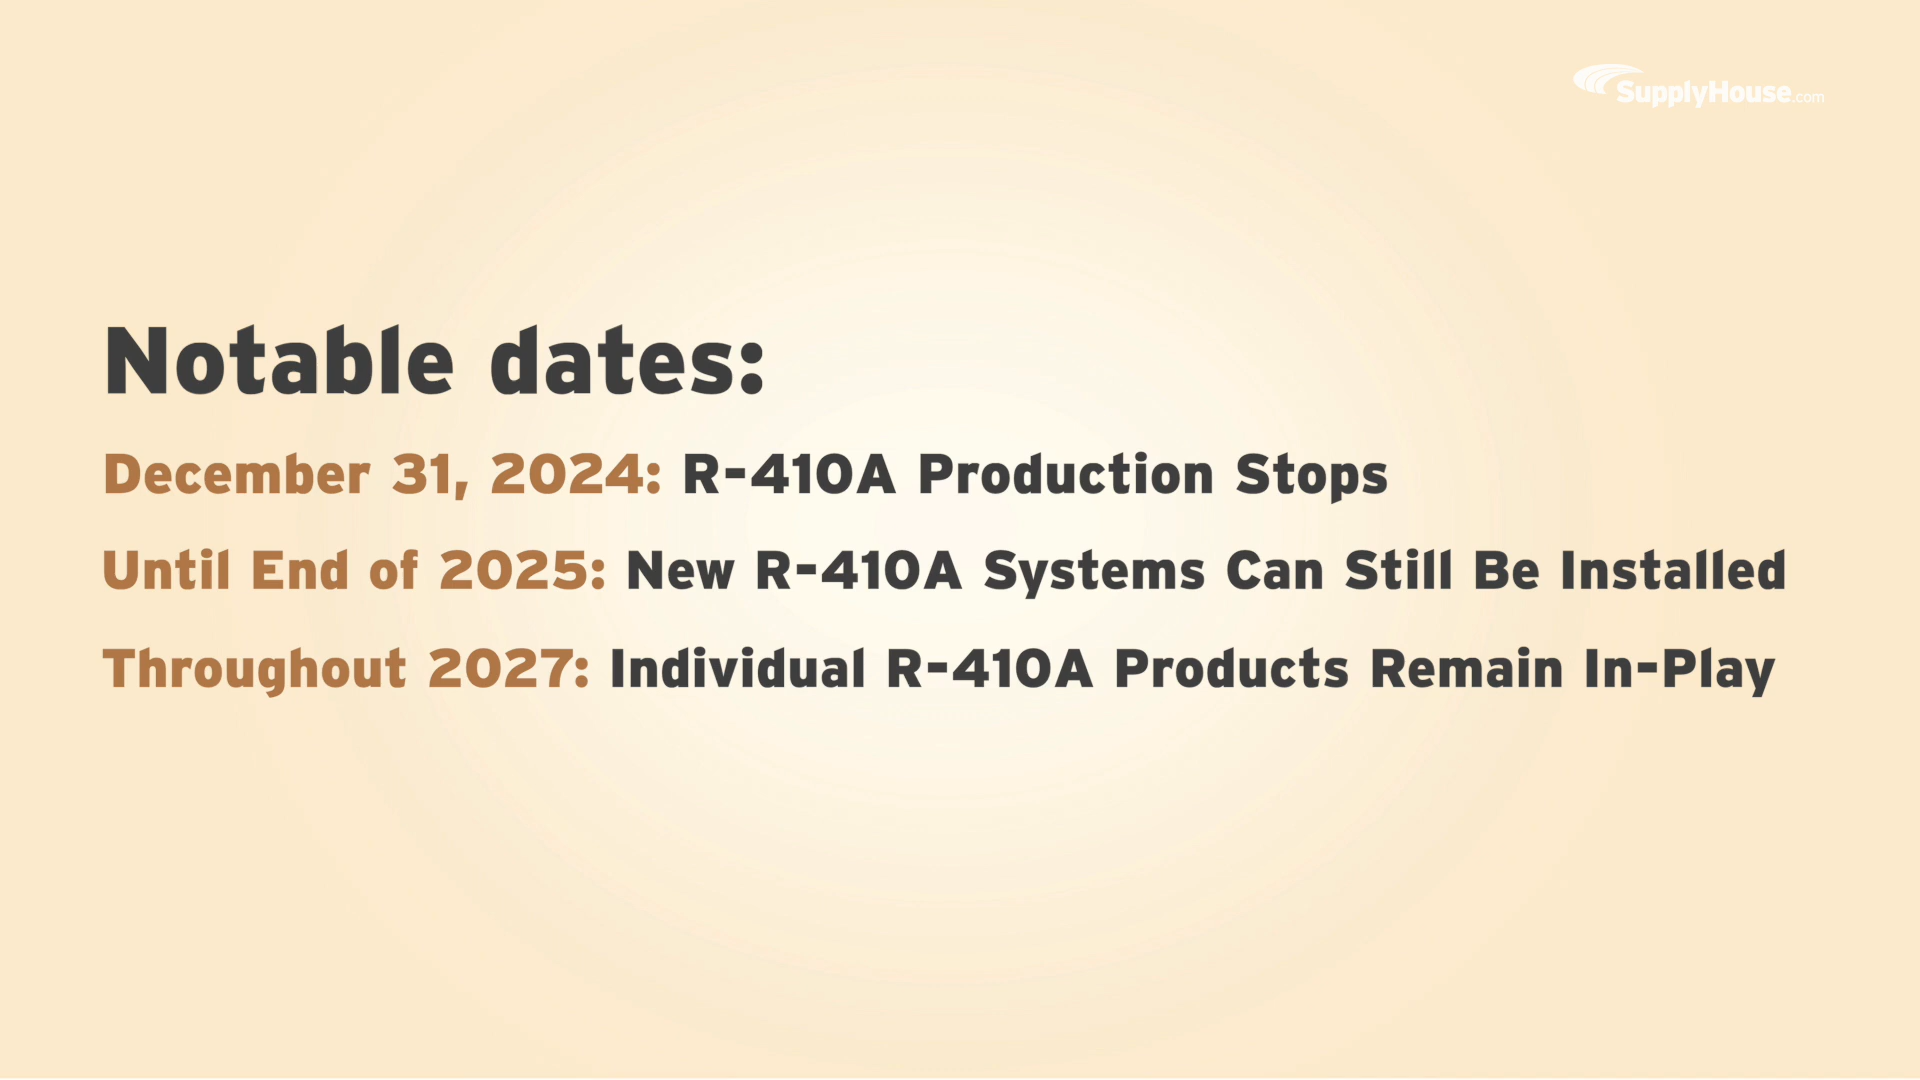 SupplyHouse.com
Notable dates:
December 31, 2024: R-410A Production Stops
Until End of 2025: New R-410A Systems Can Still Be Installed
Throughout 2027: Individual R-410A Products Remain In-Play